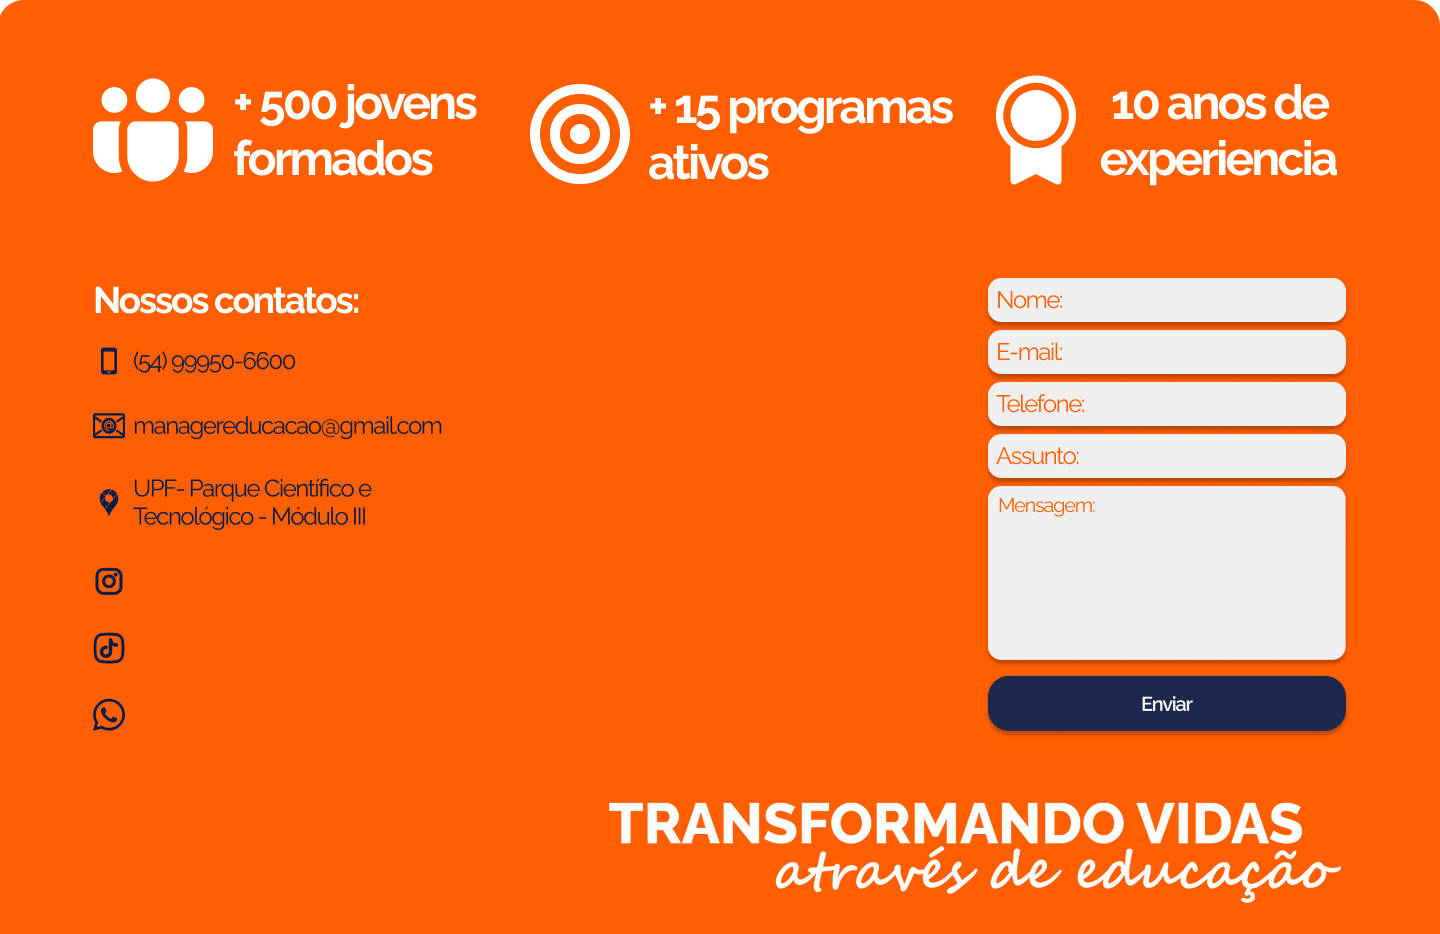 + 500 jovens
formados
+ 15 programas
ativos
10 anos de
experiencia
Nossos contatos:
(54) 99950-6600
managereducacao@gmail.com
UPF- Parque Científico e
Tecnológico - Módulo III
Nome:
E-mail:
Telefone:
Assunto:
Mensagem:
Enviar
TRANSFORMANDO VIDAS
através de educação